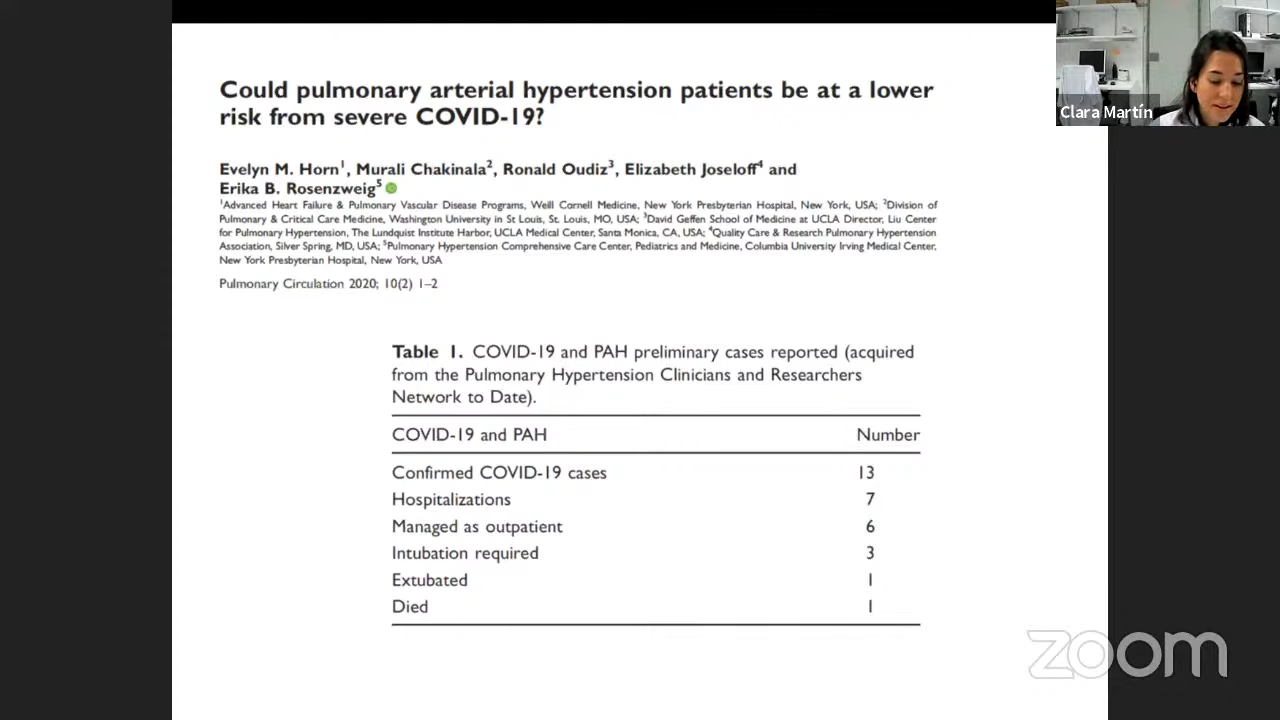 Could pulmonary arterial hypertension patients be at a lower
risk from severe COVID-19?
Evelyn M. Horn1, Murali Chakinala2, Ronald Oudiz3, Elizabeth Joseloff4 and
Erika B. Rosenzweig5
1Advanced Heart Failure & Pulmonary Vascular Disease Programs, Weill Cornell Medicine, New York Presbyterian Hospital, New York, USA; 2Division of
Pulmonary & Critical Care Medicine, Washington University in St Louis, St. Louis, MO, USA; 3David Geffen School of Medicine at UCLA Director, Liu Center
for Pulmonary Hypertension, The Lundquist Institute Harbor, UCLA Medical Center, Santa Monica, CA, USA; 4Quality Care & Research Pulmonary Hypertension
Association, Silver Spring, MD, USA; 5Pulmonary Hypertension Comprehensive Care Center, Pediatrics and Medicine, Columbia University Irving Medical Center,
New York Presbyterian Hospital, New York, USA
Pulmonary Circulation 2020; 10(2) 1–2
Table 1. COVID-19 and PAH preliminary cases reported (acquired
from the Pulmonary Hypertension Clinicians and Researchers
Network to Date).
COVID-19 and PAH Number
Confirmed COVID-19 cases 13
Hospitalizations 7
Managed as outpatient 6
Intubation required 3
Extubated 1
Died 1
Clara Martín
zoom